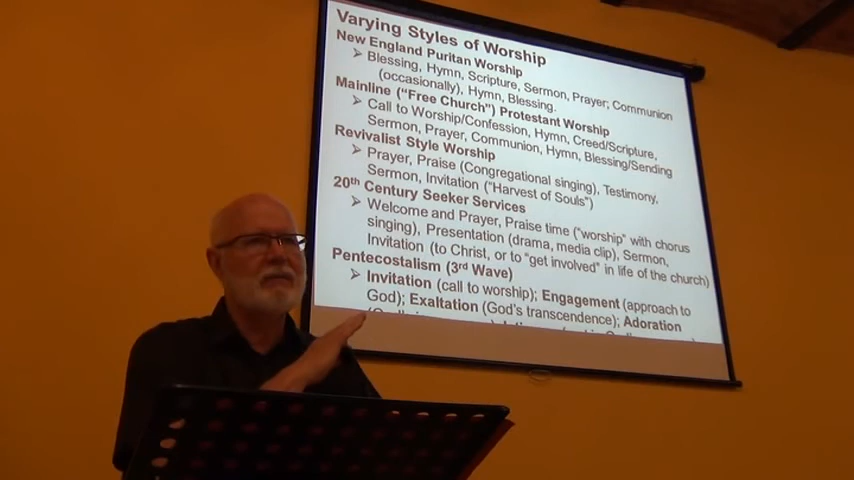 Varying Styles of Worship
New England Puritan Worship
➢ Blessing, Hymn, Scripture, Sermon, Prayer; Communion
(occasionally), Hymn, Blessing.
Mainline (“Free Church”) Protestant Worship
➢ Call to Worship/Confession, Hymn, Creed/Scripture,
Sermon, Prayer, Communion, Hymn, Blessing/Sending
Revivalist Style Worship
➢ Prayer, Praise (Congregational singing), Testimony,
Sermon, Invitation (“Harvest of Souls”)
20th Century Seeker Services
➢ Welcome and Prayer, Praise time (“worship” with chorus
singing), Presentation (drama, media clip), Sermon,
Invitation (to Christ, or to “get involved” in life of the church)
Pentecostalism (3rd Wave)
➢ Invitation (call to worship); Engagement (approach to
God); Exaltation (God’s transcendence); Adoration